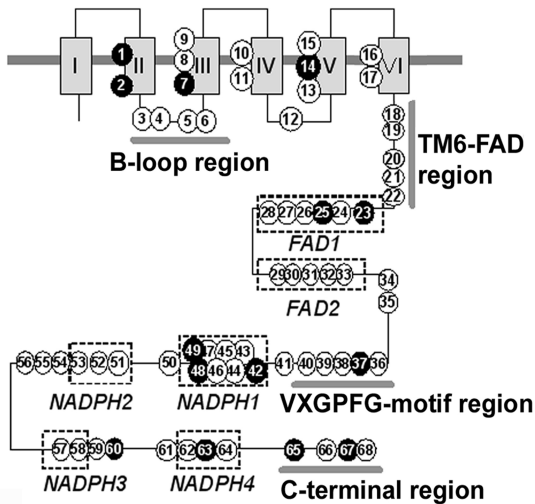 9 15
1 8 10 16
I II III IV V VI
14
2 7 11 13 17
3 4 5 6 12 18
B-loop region 19
TM6-FAD
region
20
21
22
28 27 26 25 24 23
FAD1
29 30 31 32 33 34
FAD2
35
49 7 45 43
56 55 54 53 52 51 50 48 46 44 42 41 40 39 38 37 36
NADPH2 NADPH1 VXGPFG-motif region
57 58 59 60 61 62 63 64 65 66 67 68
NADPH3 NADPH4 C-terminal region